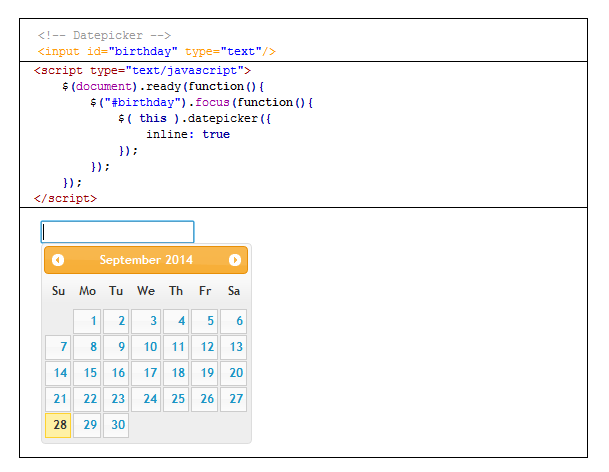 <!-- Datepicker -->
<input id="birthday" type="text"/>
<script type="text/javascript">
$(document).ready(function(){
$("#birthday").focus(function(){
$( this ).datepicker({
inline: true
});
});
});
</script>
September 2014
Su Mo Tu We Th Fr Sa
1 2 3 4 5 6
7 8 9 10 11 12 13
14 15 16 17 18 19 20
21 22 23 24 25 26 27
28 29 30